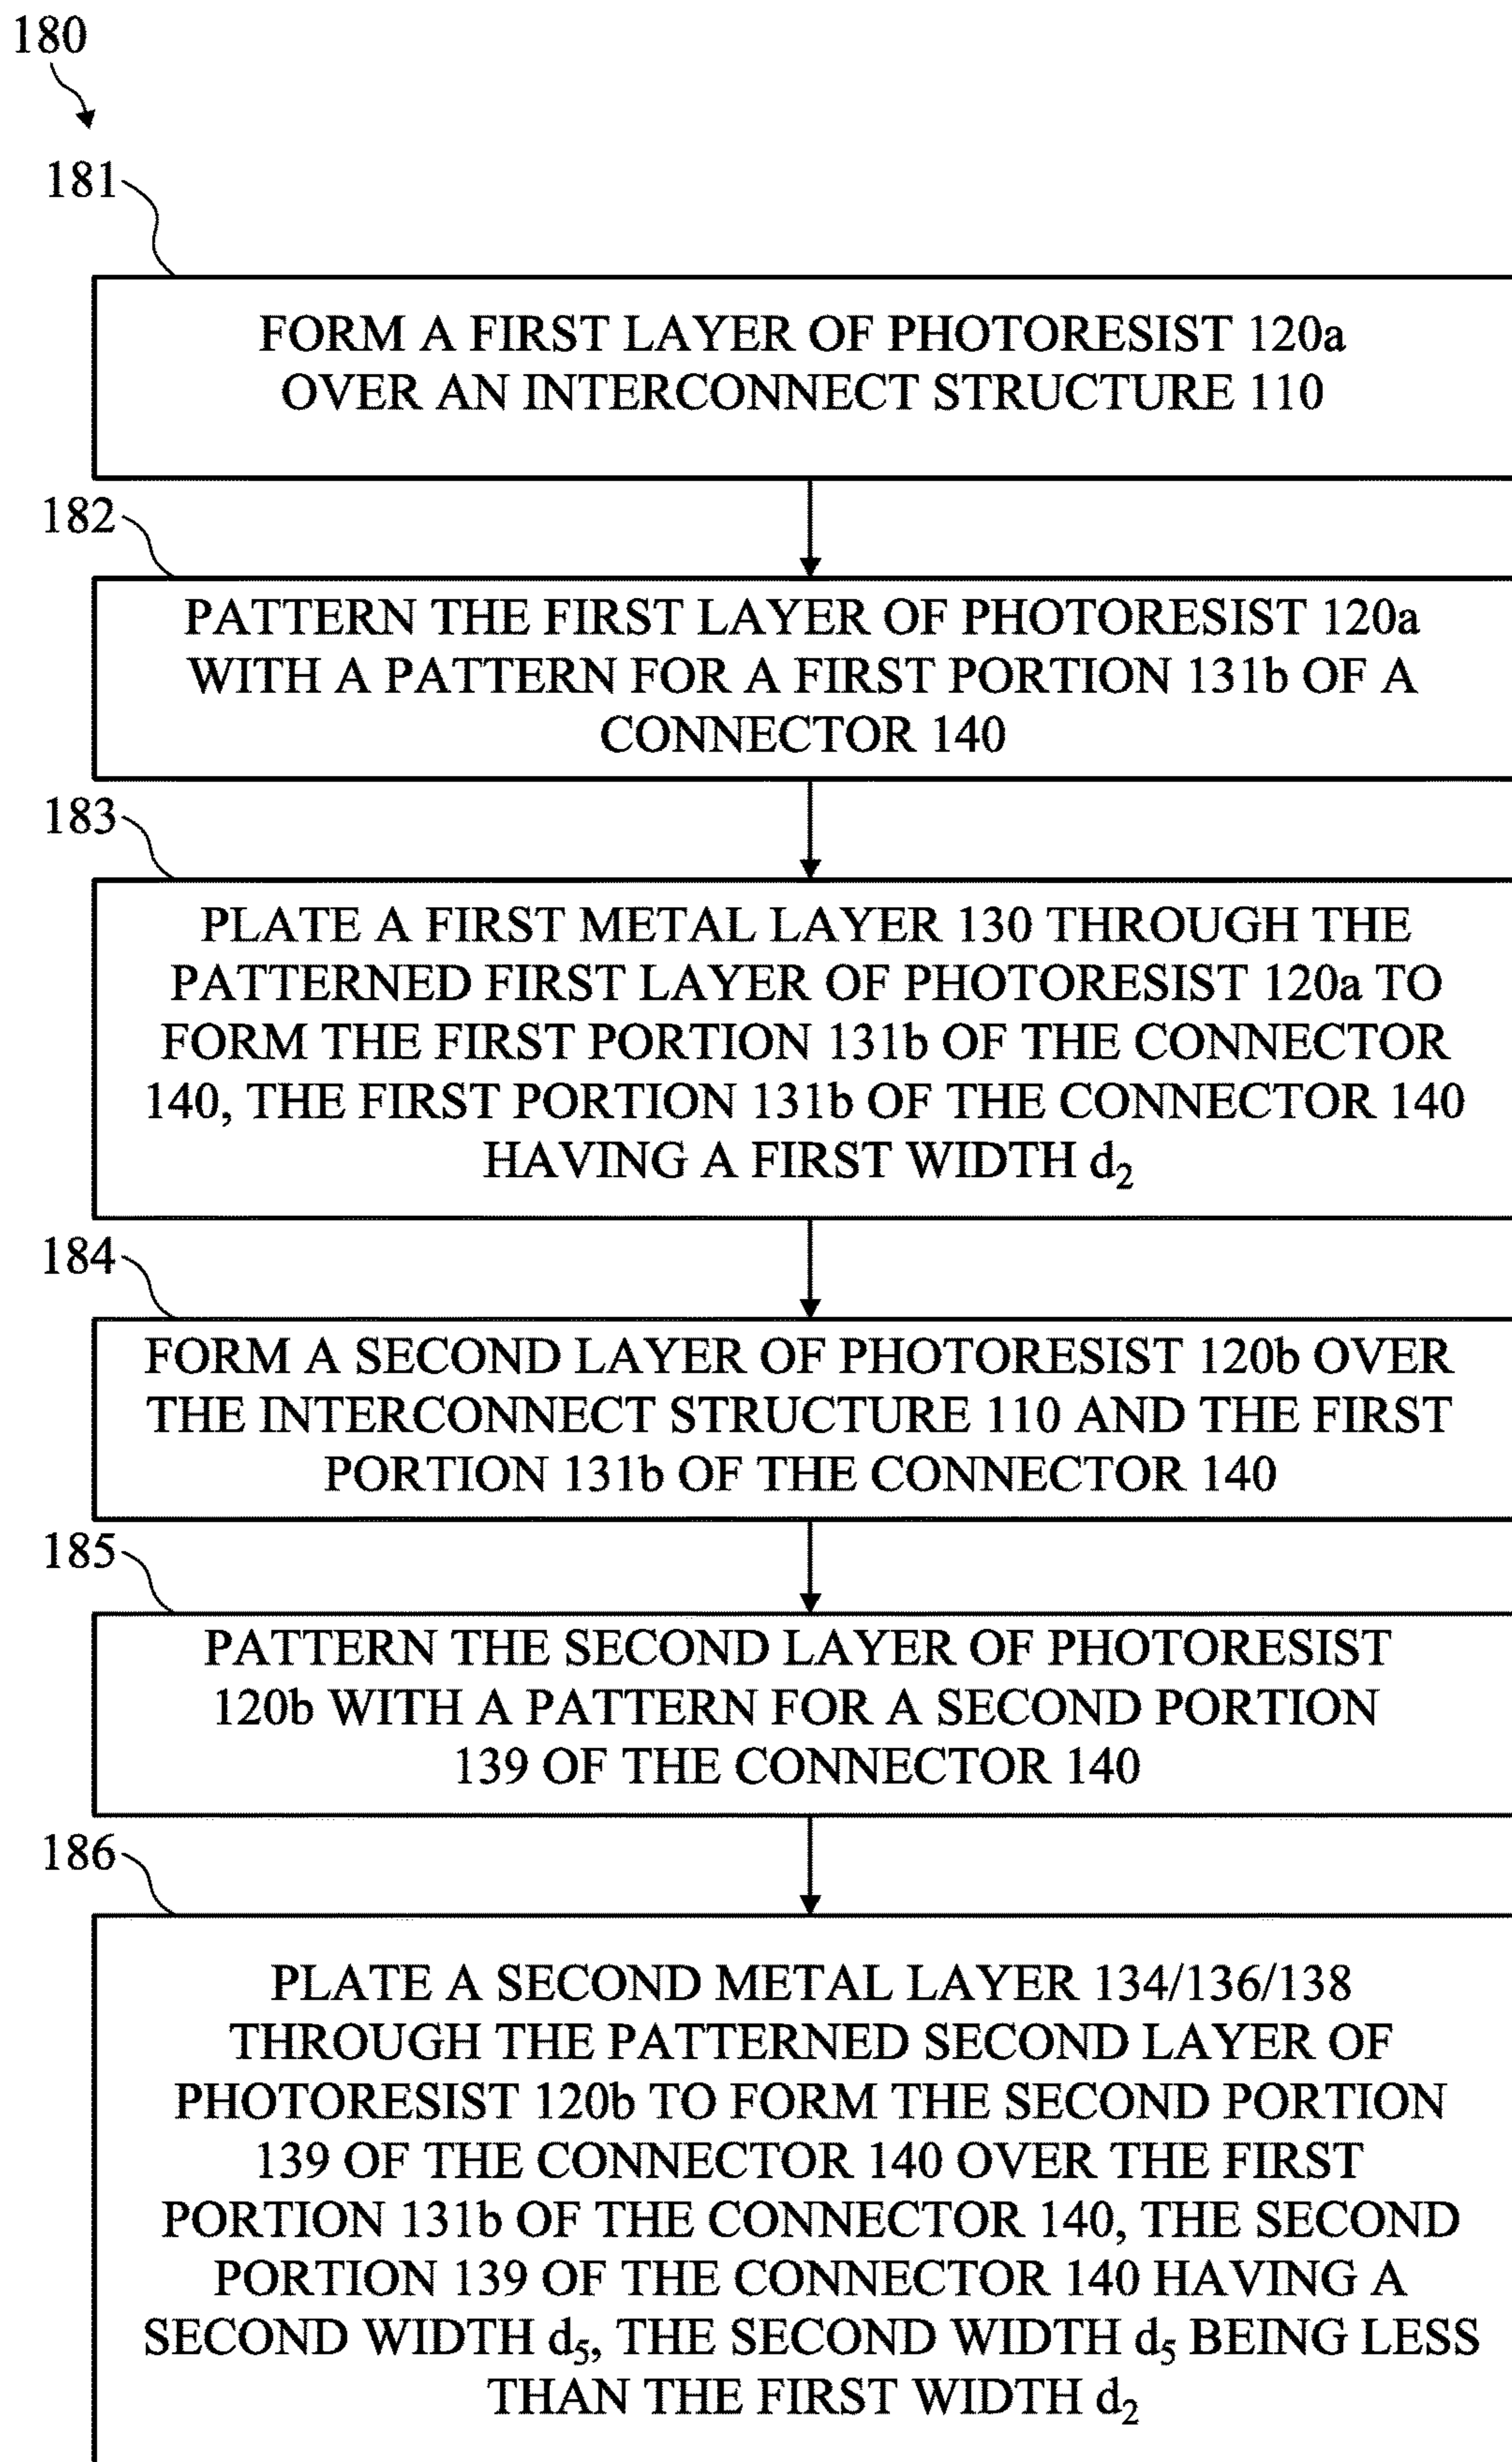 180
181
FORM A FIRST LAYER OF PHOTORESIST 120a
OVER AN INTERCONNECT STRUCTURE 110
182
PATTERN THE FIRST LAYER OF PHOTORESIST 120a
WITH A PATTERN FOR A FIRST PORTION 131b OF A
CONNECTOR 140
183
PLATE A FIRST METAL LAYER 130 THROUGH THE
PATTERNED FIRST LAYER OF PHOTORESIST 120a TO
FORM THE FIRST PORTION 131b OF THE CONNECTOR
140, THE FIRST PORTION 131b OF THE CONNECTOR 140
HAVING A FIRST WIDTH d₂
184
FORM A SECOND LAYER OF PHOTORESIST 120b OVER
THE INTERCONNECT STRUCTURE 110 AND THE FIRST
PORTION 131b OF THE CONNECTOR 140
185
PATTERN THE SECOND LAYER OF PHOTORESIST
120b WITH A PATTERN FOR A SECOND PORTION
139 OF THE CONNECTOR 140
186
PLATE A SECOND METAL LAYER 134/136/138
THROUGH THE PATTERNED SECOND LAYER OF
PHOTORESIST 120b TO FORM THE SECOND PORTION
139 OF THE CONNECTOR 140 OVER THE FIRST
PORTION 131b OF THE CONNECTOR 140, THE SECOND
PORTION 139 OF THE CONNECTOR 140 HAVING A
SECOND WIDTH d₅, THE SECOND WIDTH d₅ BEING LESS
THAN THE FIRST WIDTH d₂